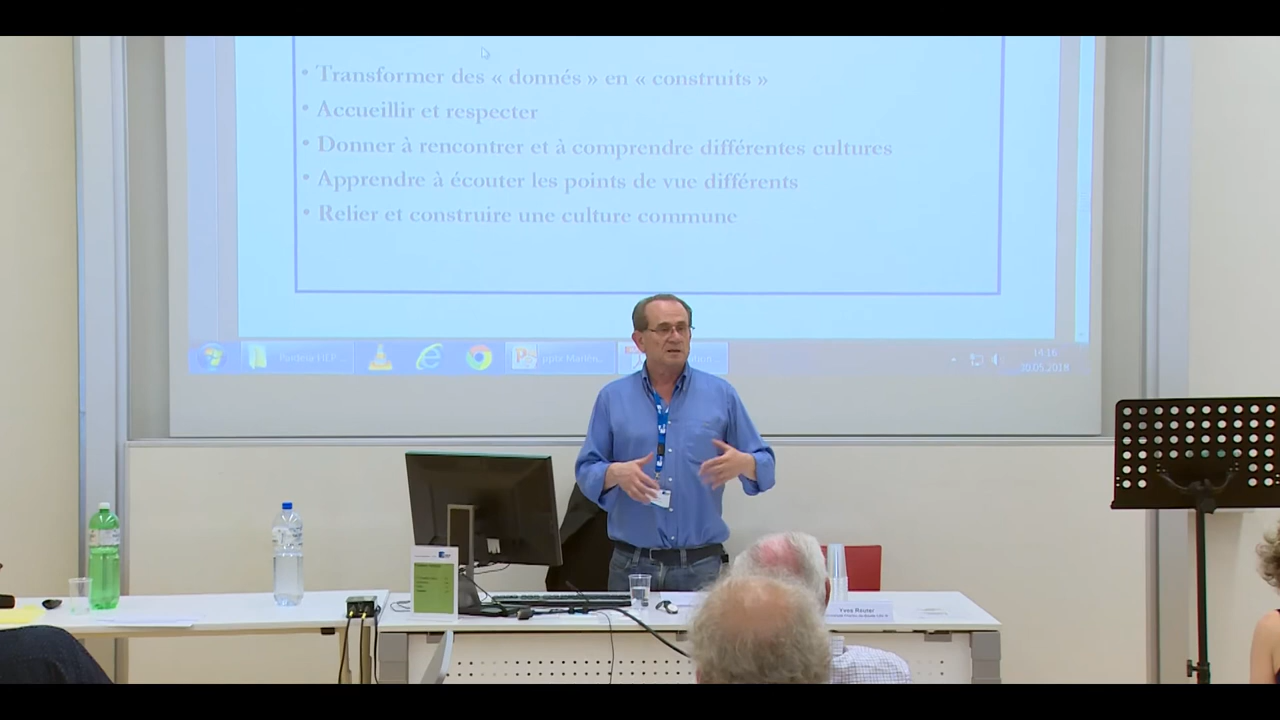 • Transformer des « donnés » en « construits »
• Accueillir et respecter
• Donner à rencontrer et à comprendre différentes cultures
• Apprendre à écouter les points de vue différents
• Relier et construire une culture commune
14:16
30.05.2018
Yves Reuter